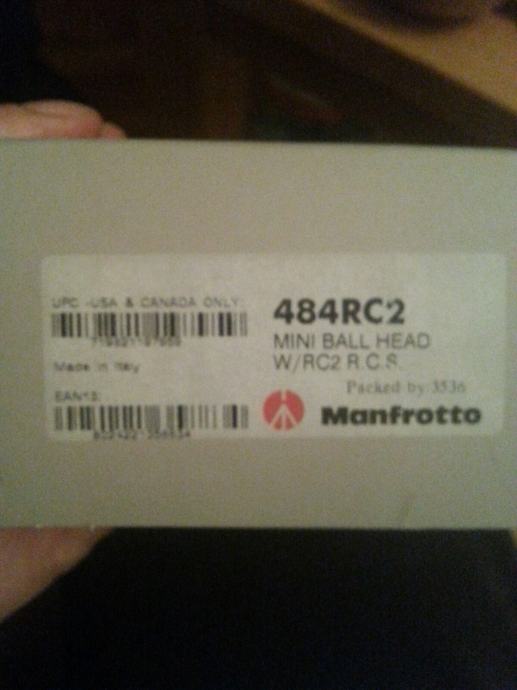 UPC -USA & CANADA ONLY:
Made in Italy
EAN13:
484RC2
MINI BALL HEAD
W/RC2 R.C.S.
Packed by:3536
Manfrotto